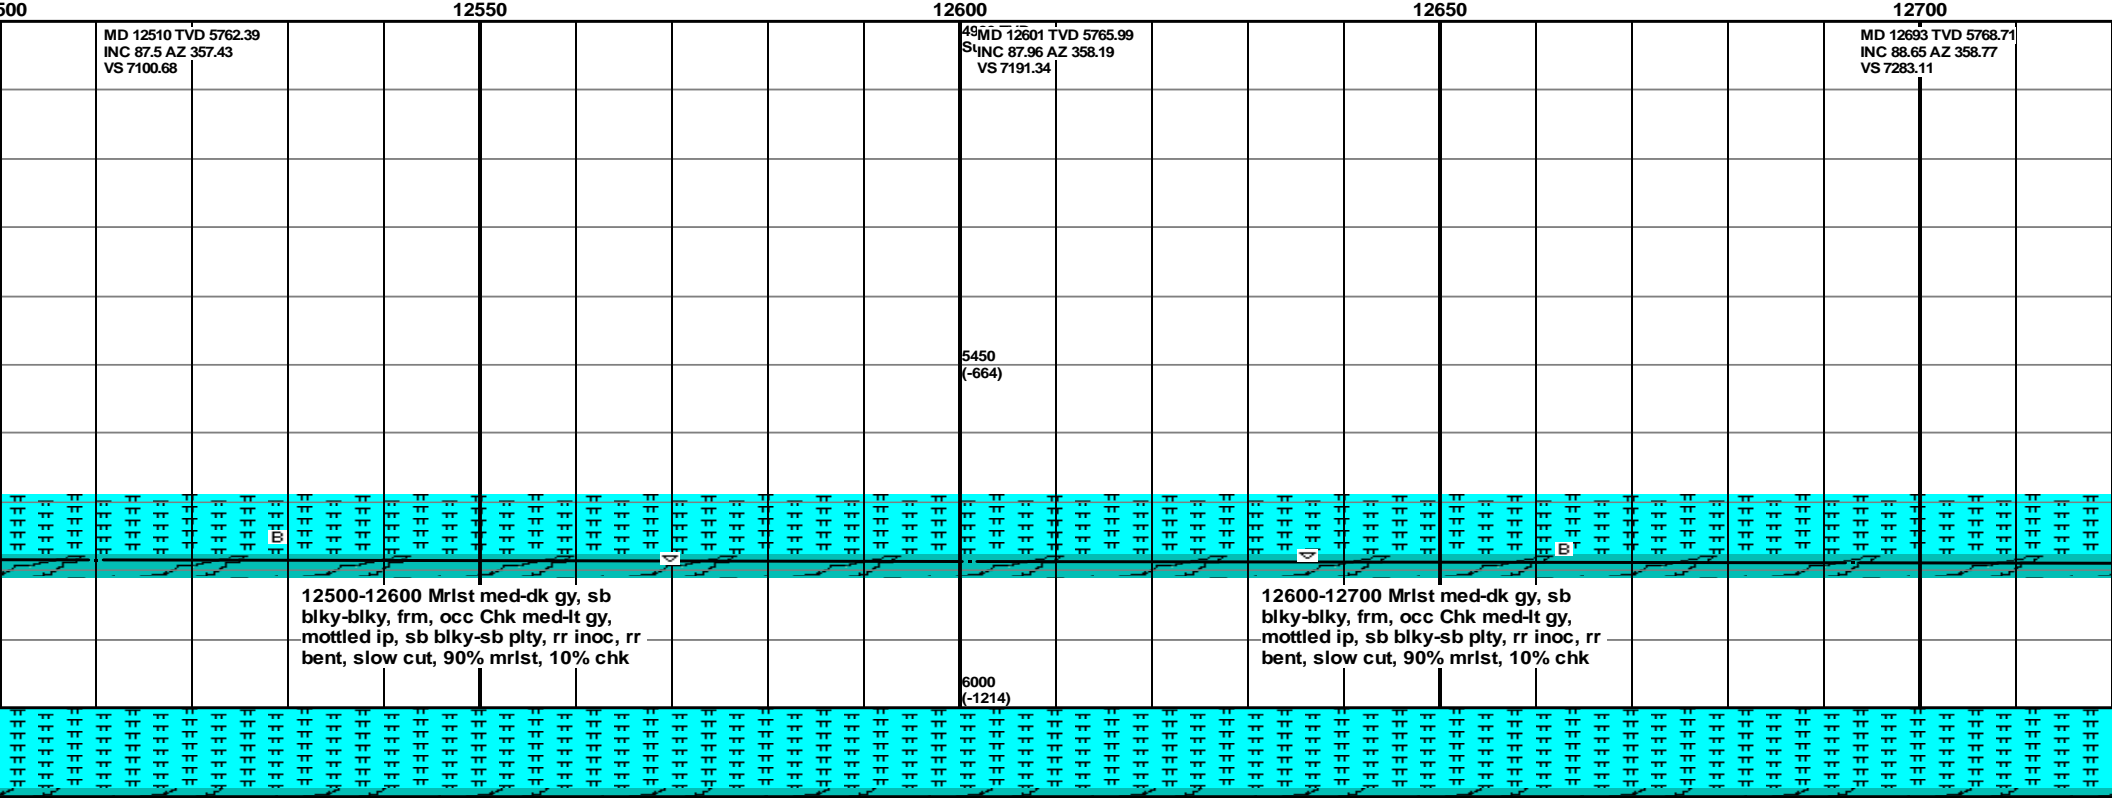 500 12550 12600 12650 12700
MD 12510 TVD 5762.39
INC 87.5 AZ 357.43
VS 7100.68
MD 12601 TVD 5765.99
INC 87.96 AZ 358.19
VS 7191.34
MD 12693 TVD 5768.71
INC 88.65 AZ 358.77
VS 7283.11
5450
(-664)
B
B
12500-12600 Mrlst med-dk gy, sb
blky-blky, frm, occ Chk med-lt gy,
mottled ip, sb blky-sb plty, rr inoc, rr
bent, slow cut, 90% mrlst, 10% chk
12600-12700 Mrlst med-dk gy, sb
blky-blky, frm, occ Chk med-lt gy,
mottled ip, sb blky-sb plty, rr inoc, rr
bent, slow cut, 90% mrlst, 10% chk
6000
(-1214)